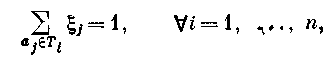 ∑_{a_j∈T_i} ξ_j = 1, ∀i = 1, ..., n,